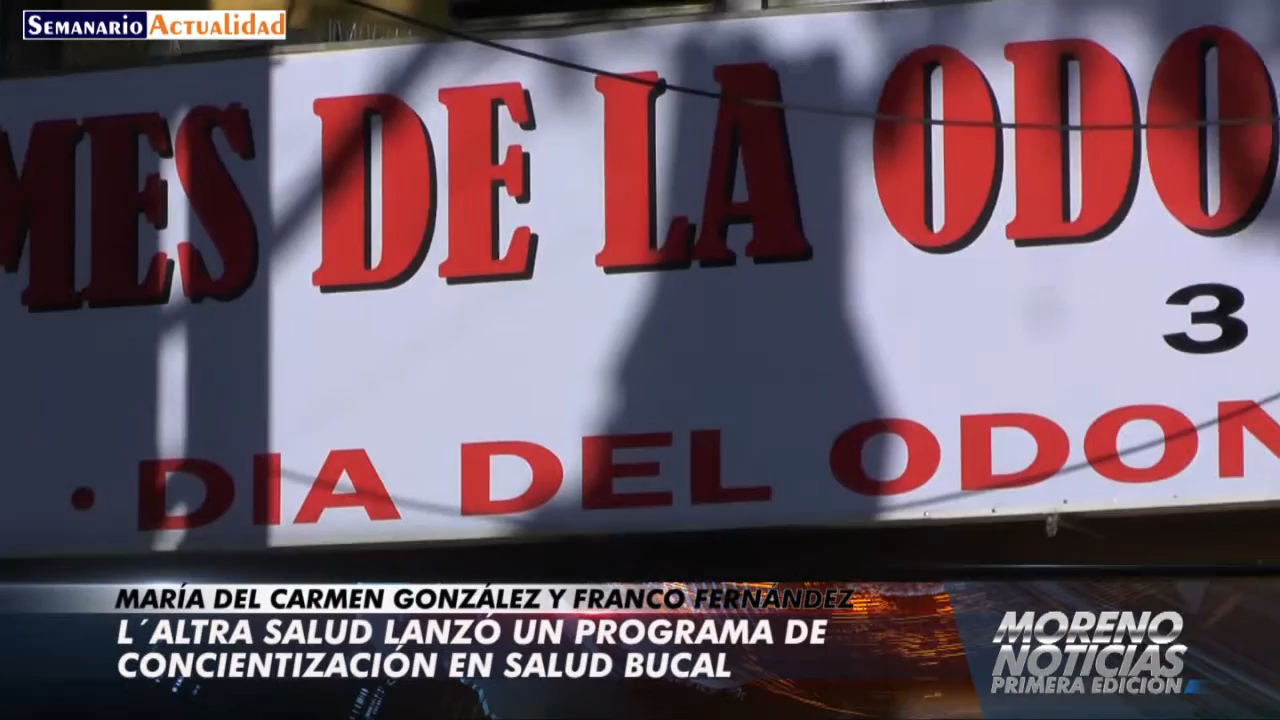 SEMANARIO ACTUALIDAD
MES DE LA ODO
3
· DIA DEL ODON
MARÍA DEL CARMEN GONZÁLEZ Y FRANCO FERNÁNDEZ
L´ALTRA SALUD LANZÓ UN PROGRAMA DE
CONCIENTIZACIÓN EN SALUD BUCAL
MORENO
NOTICIAS
PRIMERA EDICIÓN